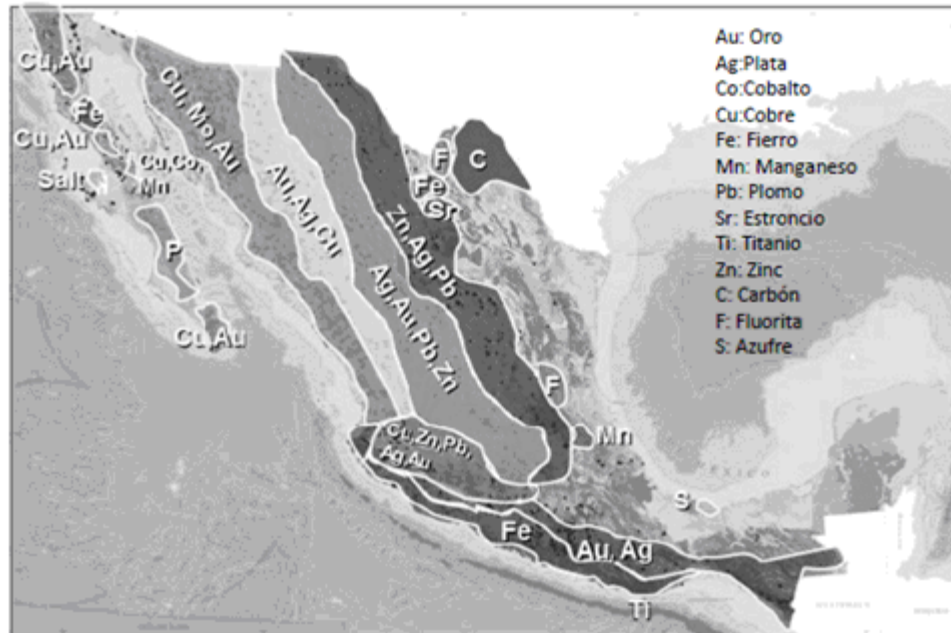 Au: Oro
Ag:Plata
Co:Cobalto
Cu:Cobre
Fe: Fierro
Mn: Manganeso
Pb: Plomo
Sr: Estroncio
Ti: Titanio
Zn: Zinc
C: Carbón
F: Fluorita
S: Azufre
Cu,Au
Fe
Cu,Au
Cu,Co,
Mn
Salt
P
Cu,Au
Cu, Mo,Au
Au,Ag,Cu
Ag,Au,Pb,Zn
Zn,Ag,Pb
F
C
Fe
Sr
F
Mn
Cu,Zn,Pb,
Ag,Au
S
Fe
Au, Ag
Ti